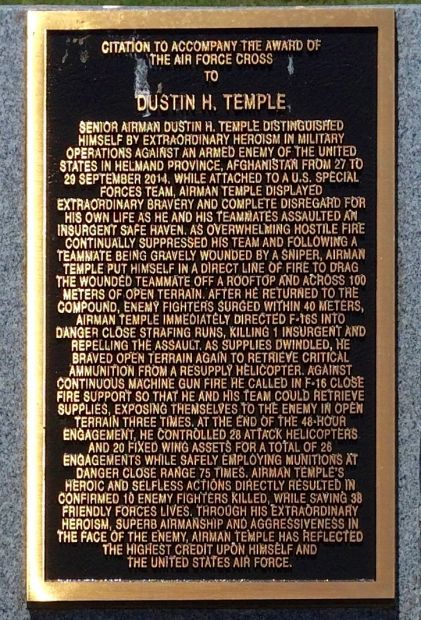 CITATION TO ACCOMPANY THE AWARD OF
THE AIR FORCE CROSS
TO
DUSTIN H. TEMPLE
SENIOR AIRMAN DUSTIN H. TEMPLE DISTINGUISHED
HIMSELF BY EXTRAORDINARY HEROISM IN MILITARY
OPERATIONS AGAINST AN ARMED ENEMY OF THE UNITED
STATES IN HELMAND PROVINCE, AFGHANISTAN FROM 27 TO
29 SEPTEMBER 2014. WHILE ATTACHED TO A U.S. SPECIAL
FORCES TEAM, AIRMAN TEMPLE DISPLAYED
EXTRAORDINARY BRAVERY AND COMPLETE DISREGARD FOR
HIS OWN LIFE AS HE AND HIS TEAMMATES ASSAULTED AN
INSURGENT SAFE HAVEN. AS OVERWHELMING HOSTILE FIRE
CONTINUALLY SUPPRESSED HIS TEAM AND FOLLOWING A
TEAMMATE BEING GRAVELY WOUNDED BY A SNIPER, AIRMAN
TEMPLE PUT HIMSELF IN A DIRECT LINE OF FIRE TO DRAG
THE WOUNDED TEAMMATE OFF A ROOFTOP AND ACROSS 100
METERS OF OPEN TERRAIN. AFTER HE RETURNED TO THE
COMPOUND, ENEMY FIGHTERS SURGED WITHIN 40 METERS,
AIRMAN TEMPLE IMMEDIATELY DIRECTED F-16S INTO
DANGER CLOSE STRAFING RUNS, KILLING 1 INSURGENT AND
REPELLING THE ASSAULT. AS SUPPLIES DWINDLED, HE
BRAVED OPEN TERRAIN AGAIN TO RETRIEVE CRITICAL
AMMUNITION FROM A RESUPPLY HELICOPTER. AGAINST
CONTINUOUS MACHINE GUN FIRE HE CALLED IN F-16 CLOSE
FIRE SUPPORT SO THAT HE AND HIS TEAM COULD RETRIEVE
SUPPLIES, EXPOSING THEMSELVES TO THE ENEMY IN OPEN
TERRAIN THREE TIMES. AT THE END OF THE 48-HOUR
ENGAGEMENT, HE CONTROLLED 28 ATTACK HELICOPTERS
AND 20 FIXED WING ASSETS FOR A TOTAL OF 26
ENGAGEMENTS WHILE SAFELY EMPLOYING MUNITIONS AT
DANGER CLOSE RANGE 75 TIMES. AIRMAN TEMPLE'S
HEROIC AND SELFLESS ACTIONS DIRECTLY RESULTED IN
CONFIRMED 10 ENEMY FIGHTERS KILLED, WHILE SAVING 38
FRIENDLY FORCES LIVES. THROUGH HIS EXTRAORDINARY
HEROISM, SUPERB AIRMANSHIP AND AGGRESSIVENESS IN
THE FACE OF THE ENEMY, AIRMAN TEMPLE HAS REFLECTED
THE HIGHEST CREDIT UPON HIMSELF AND
THE UNITED STATES AIR FORCE.